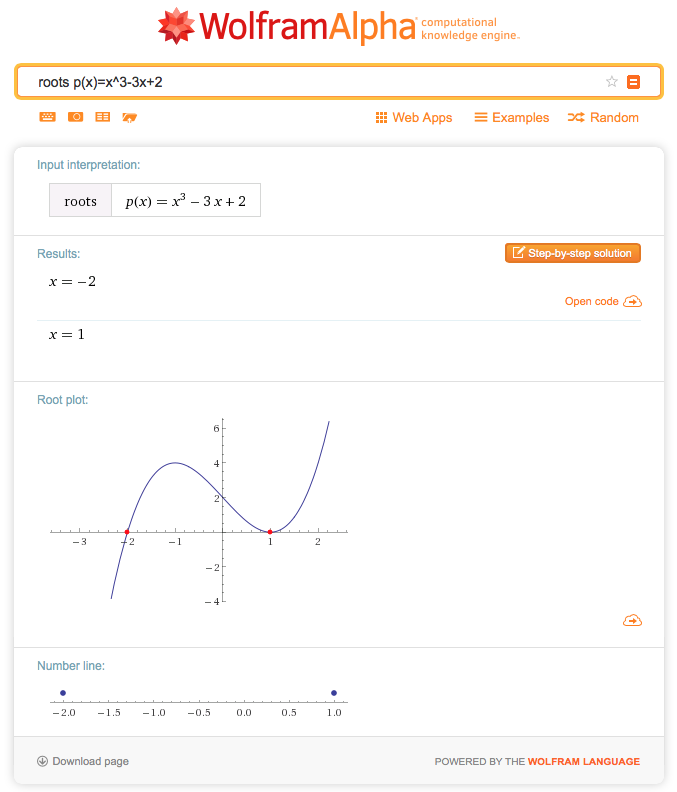 WolframAlpha computational
knowledge engine.
roots p(x)=x^3-3x+2
Web Apps Examples Random
Input interpretation:
roots p(x) = x³ − 3 x + 2
Results:
Step-by-step solution
x = −2
Open code
x = 1
Root plot:
6
4
2
−3 −2 −1 1 2
−2
−4
Number line:
−2.0 −1.5 −1.0 −0.5 0.0 0.5 1.0
Download page
POWERED BY THE WOLFRAM LANGUAGE